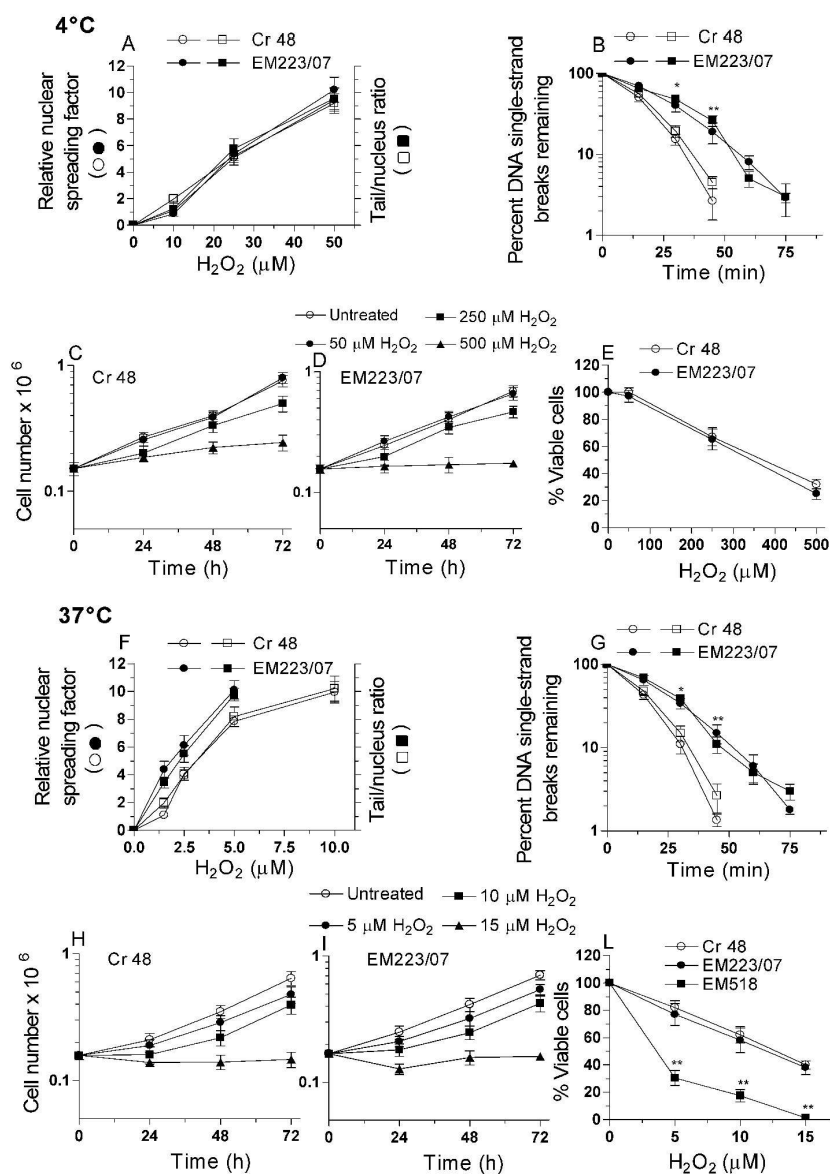 4°C
A
Cr 48
EM223/07
Relative nuclear
spreading factor
( )
Tail/nucleus ratio
( )
12
10
8
6
4
2
0
0 10 20 30 40 50
H₂O₂ (μM)
B
Cr 48
EM223/07
Percent DNA single-strand
breaks remaining
100
10
1
*
**
0 25 50 75
Time (min)
Untreated
50 μM H₂O₂
250 μM H₂O₂
500 μM H₂O₂
C
Cr 48
Cell number x 10⁶
1
0.1
0 24 48 72
Time (h)
D
EM223/07
1
0.1
0 24 48 72
Time (h)
E
Cr 48
EM223/07
% Viable cells
120
100
80
60
40
20
0
0 100 200 300 400 500
H₂O₂ (μM)
37°C
F
Cr 48
EM223/07
Relative nuclear
spreading factor
( )
Tail/nucleus ratio
( )
12
10
8
6
4
2
0
0.0 2.5 5.0 7.5 10.0
H₂O₂ (μM)
G
Cr 48
EM223/07
Percent DNA single-strand
breaks remaining
100
10
1
*
**
0 25 50 75
Time (min)
Untreated
5 μM H₂O₂
10 μM H₂O₂
15 μM H₂O₂
H
Cr 48
Cell number x 10⁶
1
0.1
0 24 48 72
Time (h)
I
EM223/07
1
0.1
0 24 48 72
Time (h)
L
Cr 48
EM223/07
EM518
% Viable cells
120
100
80
60
40
20
0
**
**
**
0 5 10 15
H₂O₂ (μM)